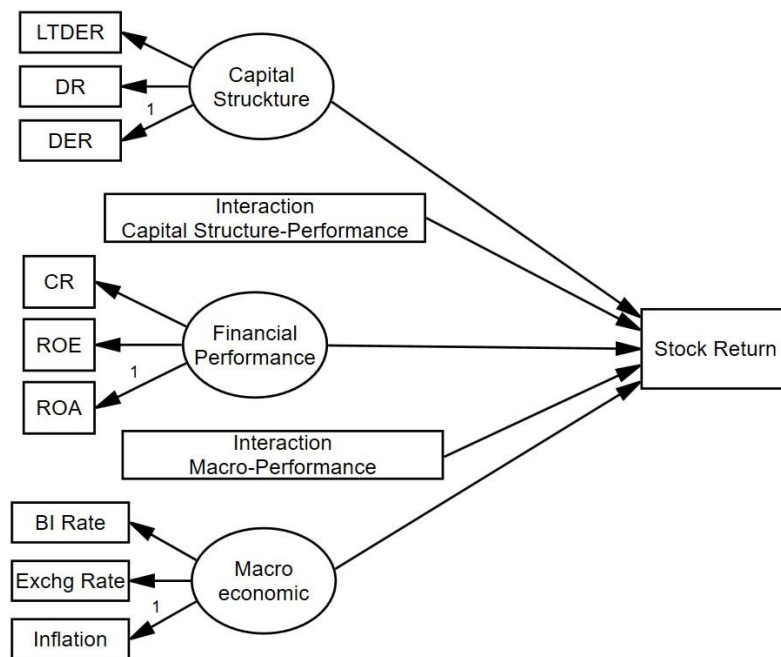 LTDER
DR
1
DER
Capital
Struckture
Interaction
Capital Structure-Performance
CR
ROE
1
ROA
Financial
Performance
Stock Return
Interaction
Macro-Performance
BI Rate
Exchg Rate
1
Inflation
Macro
economic